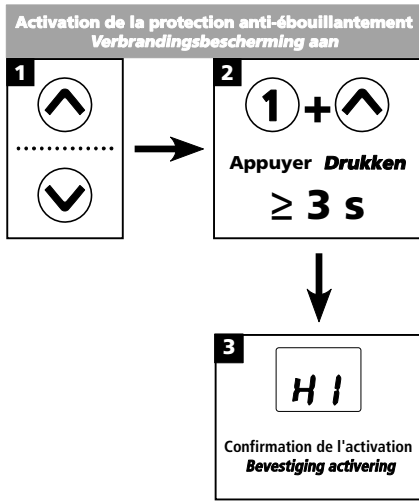 Activation de la protection anti-ébouillantement
Verbrandingsbescherming aan
1
2
1 +
Appuyer Drukken
≥ 3 s
3
H1
Confirmation de l'activation
Bevestiging activering